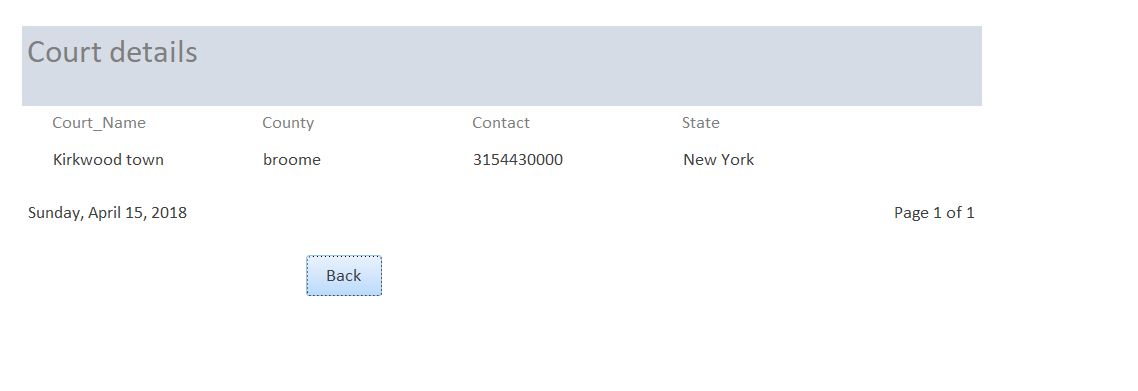 Court details
Court_Name County Contact State
Kirkwood town broome 3154430000 New York
Sunday, April 15, 2018 Page 1 of 1
Back